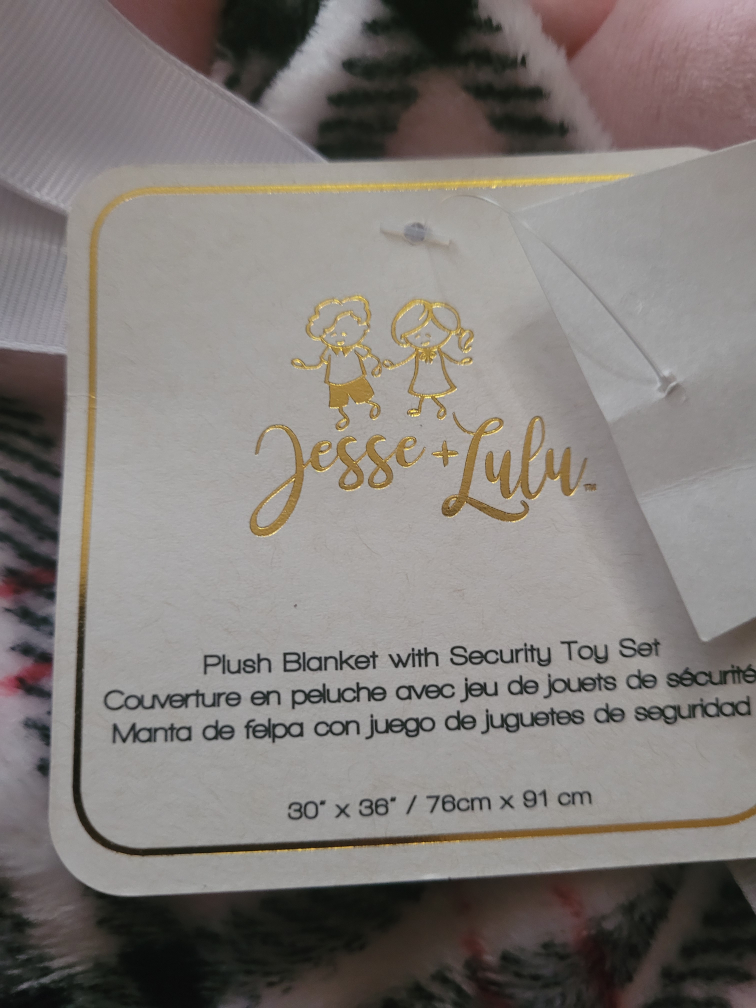 Jesse + Lulu™
Plush Blanket with Security Toy Set
Couverture en peluche avec jeu de jouets de sécurité
Manta de felpa con juego de juguetes de seguridad
30" x 36" / 76cm x 91 cm